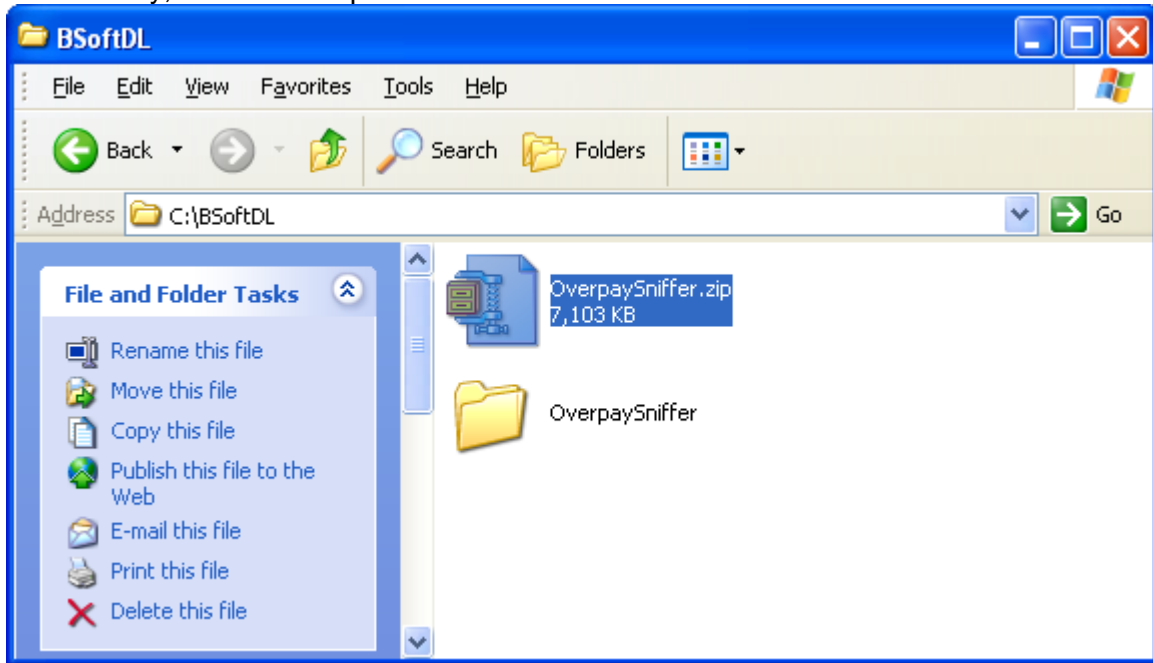 BSoftDL
File Edit View Favorites Tools Help
Back Search Folders
Address C:\BSoftDL Go
File and Folder Tasks
Rename this file
Move this file
Copy this file
Publish this file to the
Web
E-mail this file
Print this file
Delete this file
OverpaySniffer.zip
7,103 KB
OverpaySniffer